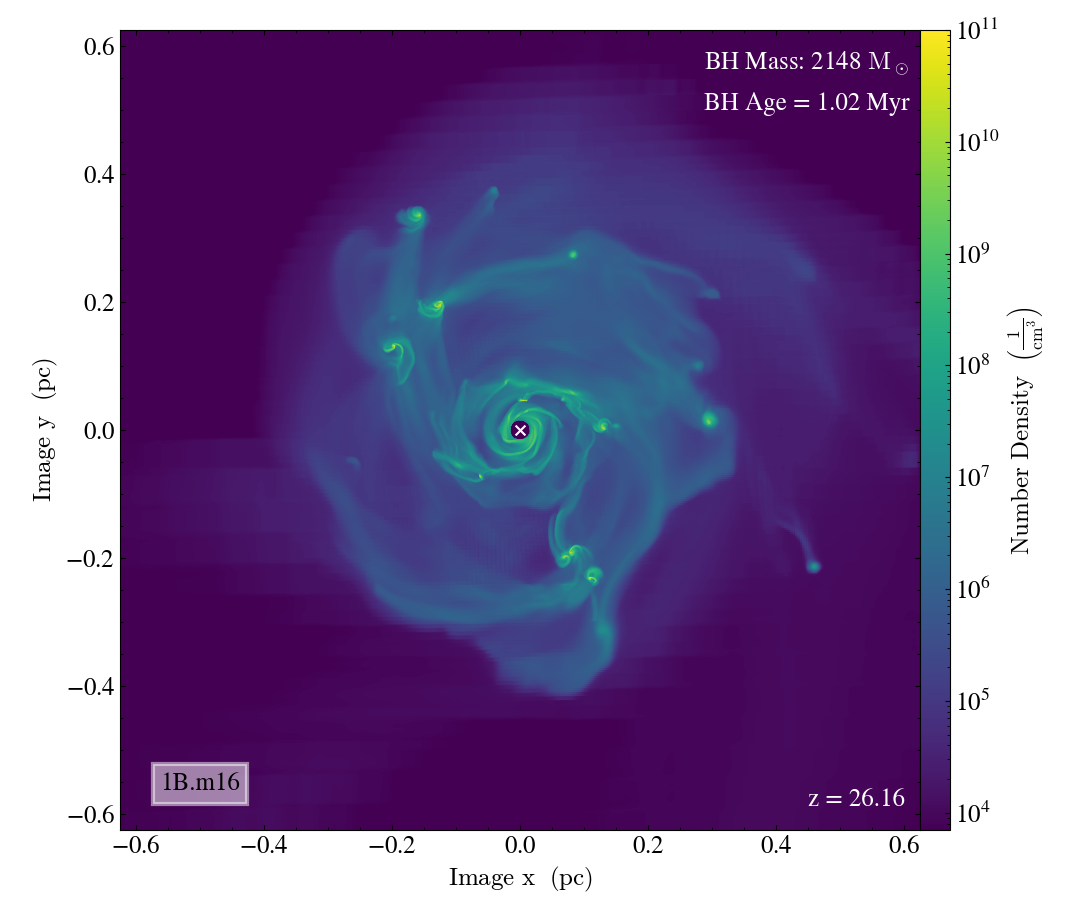 BH Mass: 2148 M⊙
BH Age = 1.02 Myr
1B.m16
z = 26.16
0.6
0.4
0.2
0.0
−0.2
−0.4
−0.6
Image y (pc)
−0.6 −0.4 −0.2 0.0 0.2 0.4 0.6
Image x (pc)
10^11
10^10
10^9
10^8
10^7
10^6
10^5
10^4
Number Density (1/cm^3)